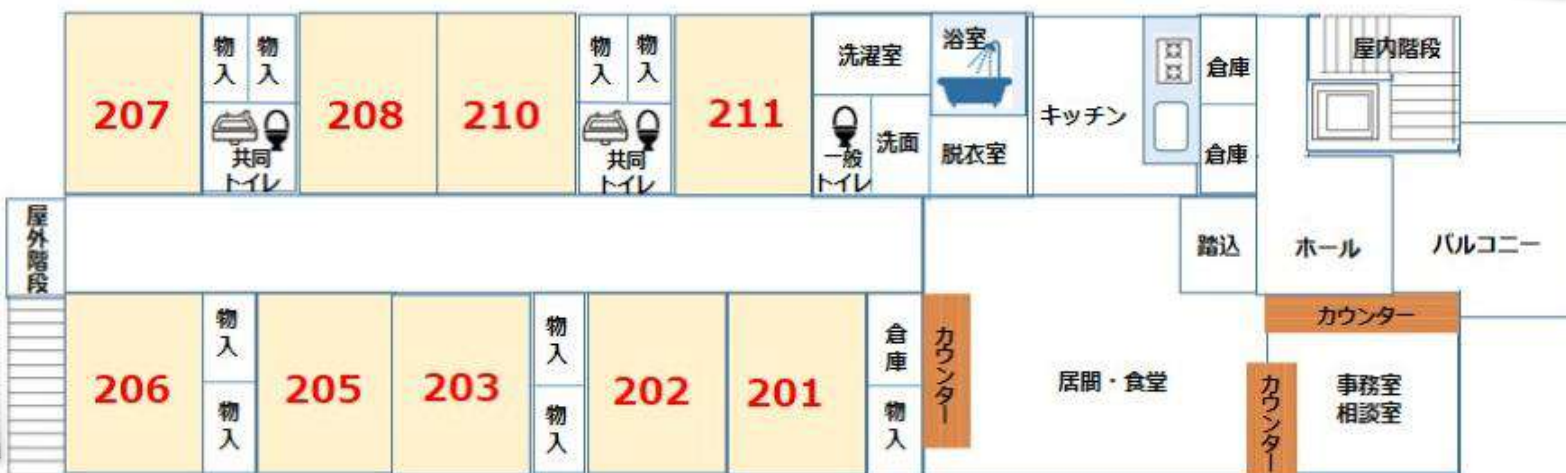 207
物入
物入
共同
トイレ
208
210
物入
物入
共同
トイレ
211
洗濯室
一般
トイレ
洗面
浴室
脱衣室
キッチン
倉庫
倉庫
屋内階段
屋外階段
踏込
ホール
バルコニー
206
物入
物入
205
203
物入
物入
202
201
倉庫
物入
カウンター
居間・食堂
カウンター
カウンター
事務室
相談室